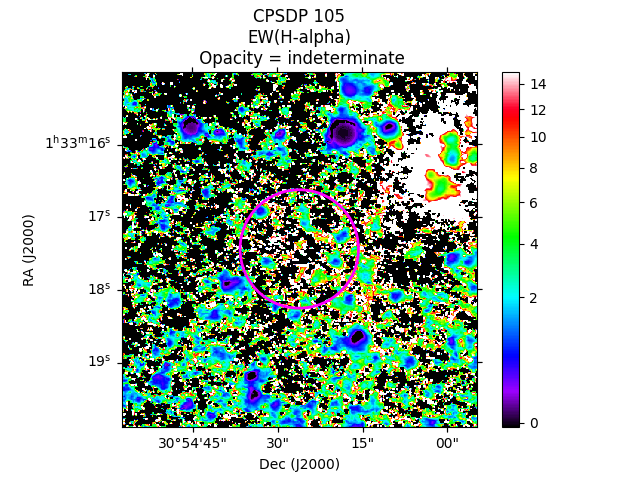 CPSDP 105
EW(H-alpha)
Opacity = indeterminate
14
12
10
8
6
4
2
0
1h33m16s
17s
18s
19s
RA (J2000)
30°54'45" 30" 15" 00"
Dec (J2000)